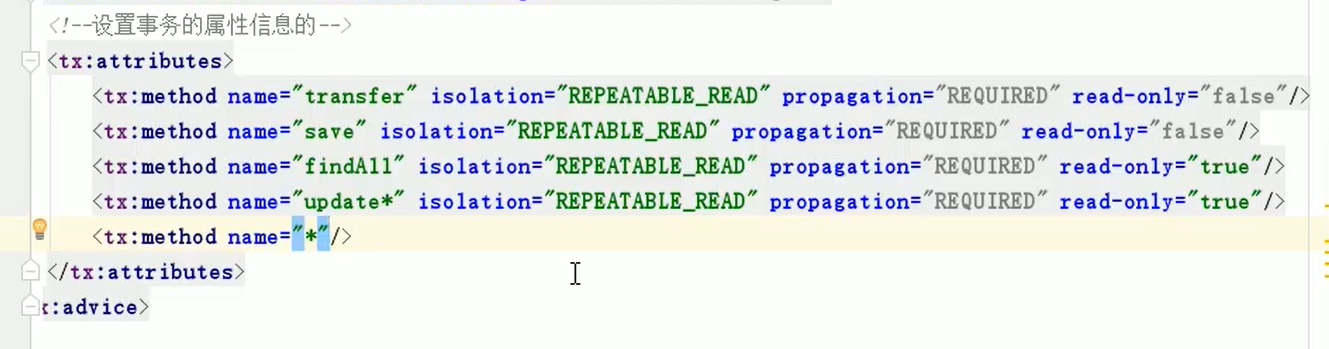 <!--设置事务的属性信息的-->
<tx:attributes>
<tx:method name="transfer" isolation="REPEATABLE_READ" propagation="REQUIRED" read-only="false"/>
<tx:method name="save" isolation="REPEATABLE_READ" propagation="REQUIRED" read-only="false"/>
<tx:method name="findAll" isolation="REPEATABLE_READ" propagation="REQUIRED" read-only="true"/>
<tx:method name="update*" isolation="REPEATABLE_READ" propagation="REQUIRED" read-only="true"/>
<tx:method name="*"/>
</tx:attributes>
x:advice>